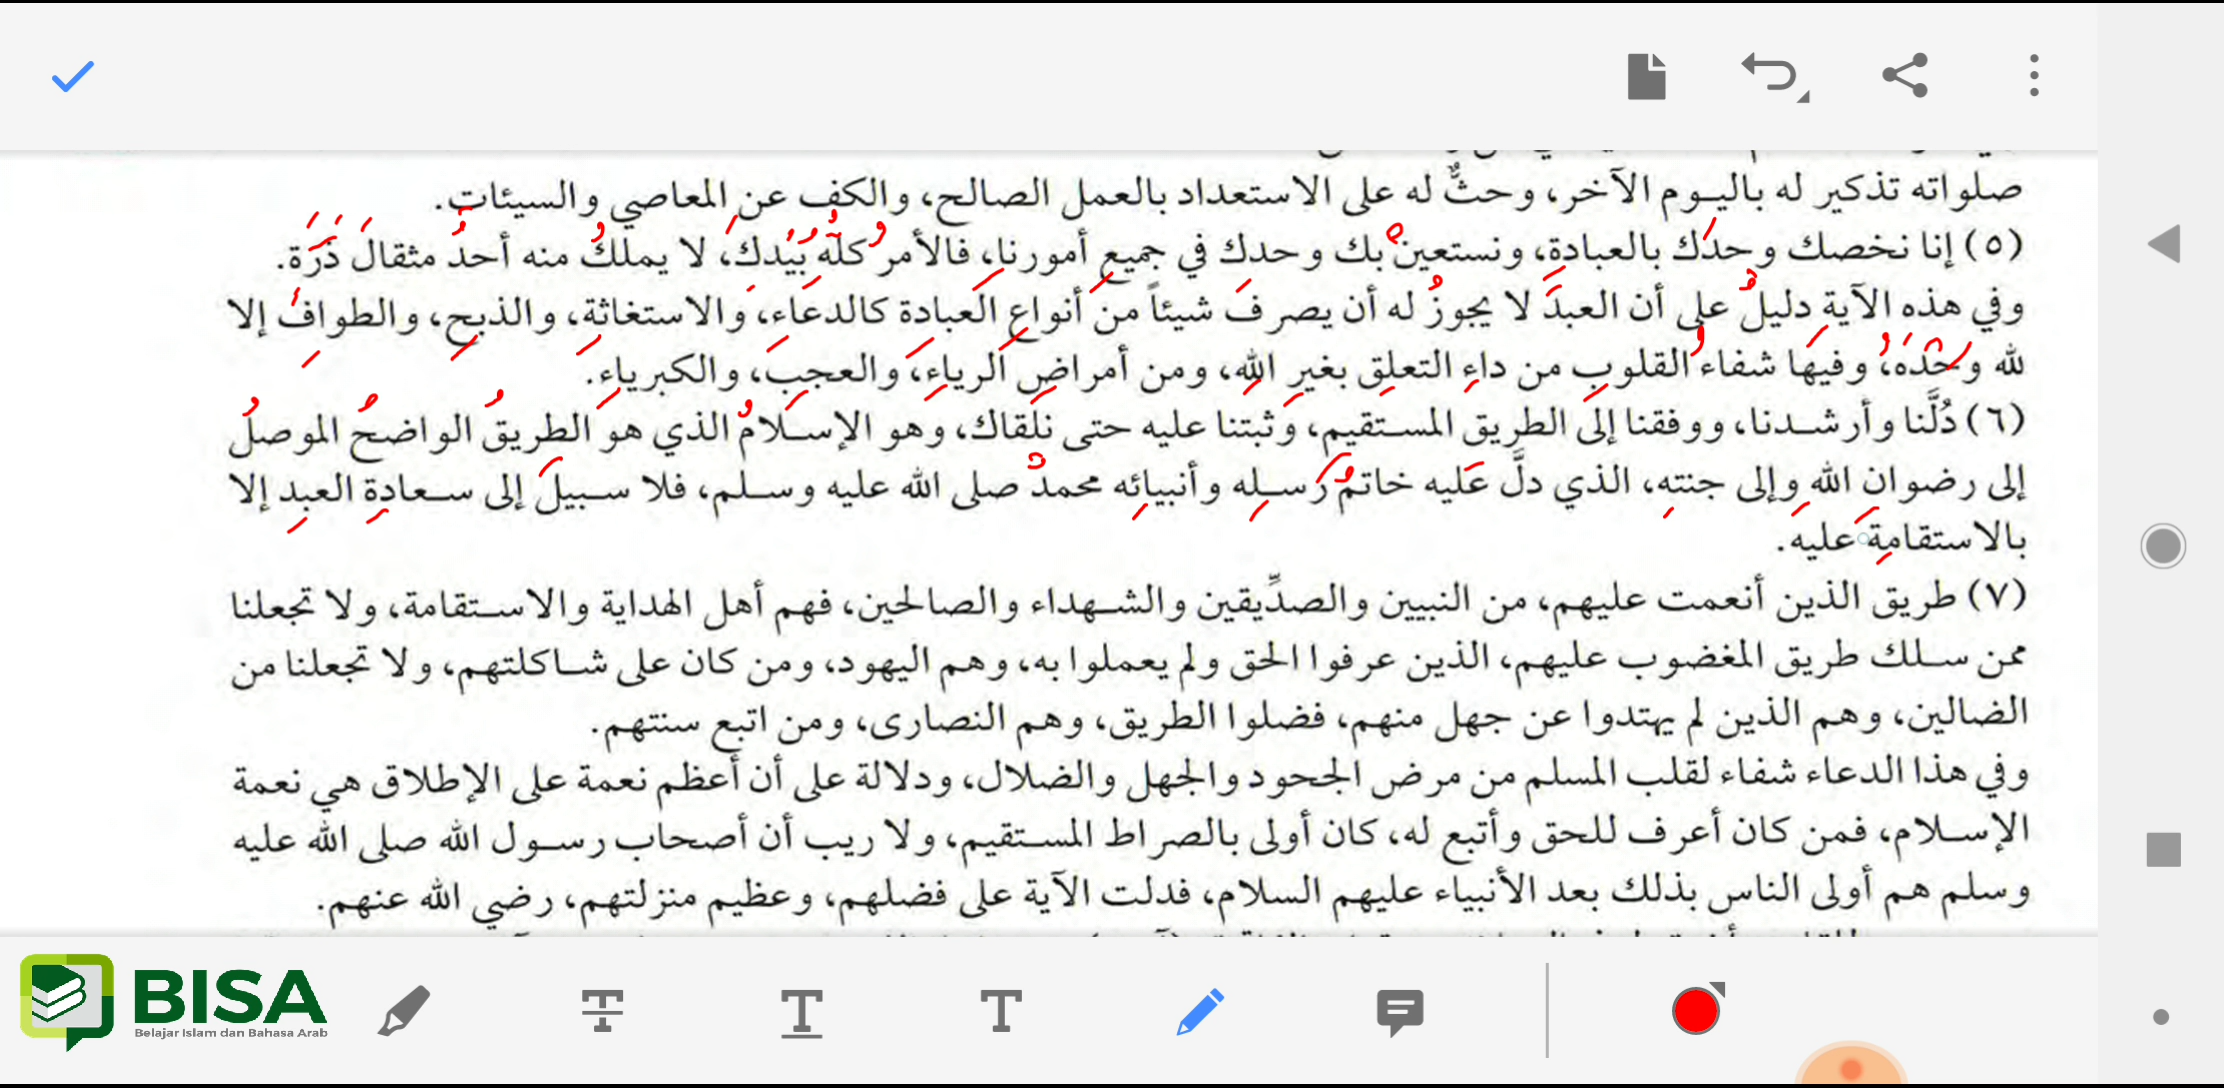 صلواته تذكير له باليوم الآخر، وحثٌّ له على الاستعداد بالعمل الصالح، والكف عن المعاصي والسيئات.
(٥) إنا نخصك وحدَك بالعبادةِ، ونستعينْ بك وحدك في جميعِ أمورِنا، فالأمرُ كلُّهُ بيَدِكَ، لا يملكُ منه أحدٌ مثقالَ ذَرَّة.
وفي هذه الآيةِ دليلٌ على أن العبدَ لا يجوزُ له أن يصرفَ شيئاً من أنواعِ العبادةِ كالدعاءِ، والاستغاثةِ، والذبحِ، والطوافِ إلا
لله وَحْدَهُ، وفيها شفاءُ القلوبِ من داءِ التعلقِ بغيرِ اللهِ، ومن أمراضِ الرياءِ، والعجبِ، والكبرياءِ.
(٦) دُلَّنا وأرشدنا، ووفقنا إلى الطريقِ المستقيمِ، وثبتنا عليه حتى نلقاك، وهو الإسلامُ الذي هو الطريقُ الواضحُ الموصلُ
إلى رضوان اللهِ وإلى جنتهِ، الذي دلَّ عَليه خاتمُ رسلِه وأنبيائِه محمدٌ صلى الله عليه وسلم، فلا سبيلَ إلى سعادةِ العبدِ إلا
بالاستقامةِ عليه.
(٧) طريق الذين أنعمت عليهم، من النبيين والصدِّيقين والشهداء والصالحين، فهم أهل الهداية والاستقامة، ولا تجعلنا
ممن سلك طريق المغضوب عليهم، الذين عرفوا الحق ولم يعملوا به، وهم اليهود، ومن كان على شاكلتهم، ولا تجعلنا من
الضالين، وهم الذين لم يهتدوا عن جهل منهم، فضلوا الطريق، وهم النصارى، ومن اتبع سنتهم.
وفي هذا الدعاء شفاء لقلب المسلم من مرض الجحود والجهل والضلال، ودلالة على أن أعظم نعمة على الإطلاق هي نعمة
الإسلام، فمن كان أعرف للحق وأتبع له، كان أولى بالصراط المستقيم، ولا ريب أن أصحاب رسول الله صلى الله عليه
وسلم هم أولى الناس بذلك بعد الأنبياء عليهم السلام، فدلت الآية على فضلهم، وعظيم منزلتهم، رضي الله عنهم.
BISA
Belajar Islam dan Bahasa Arab